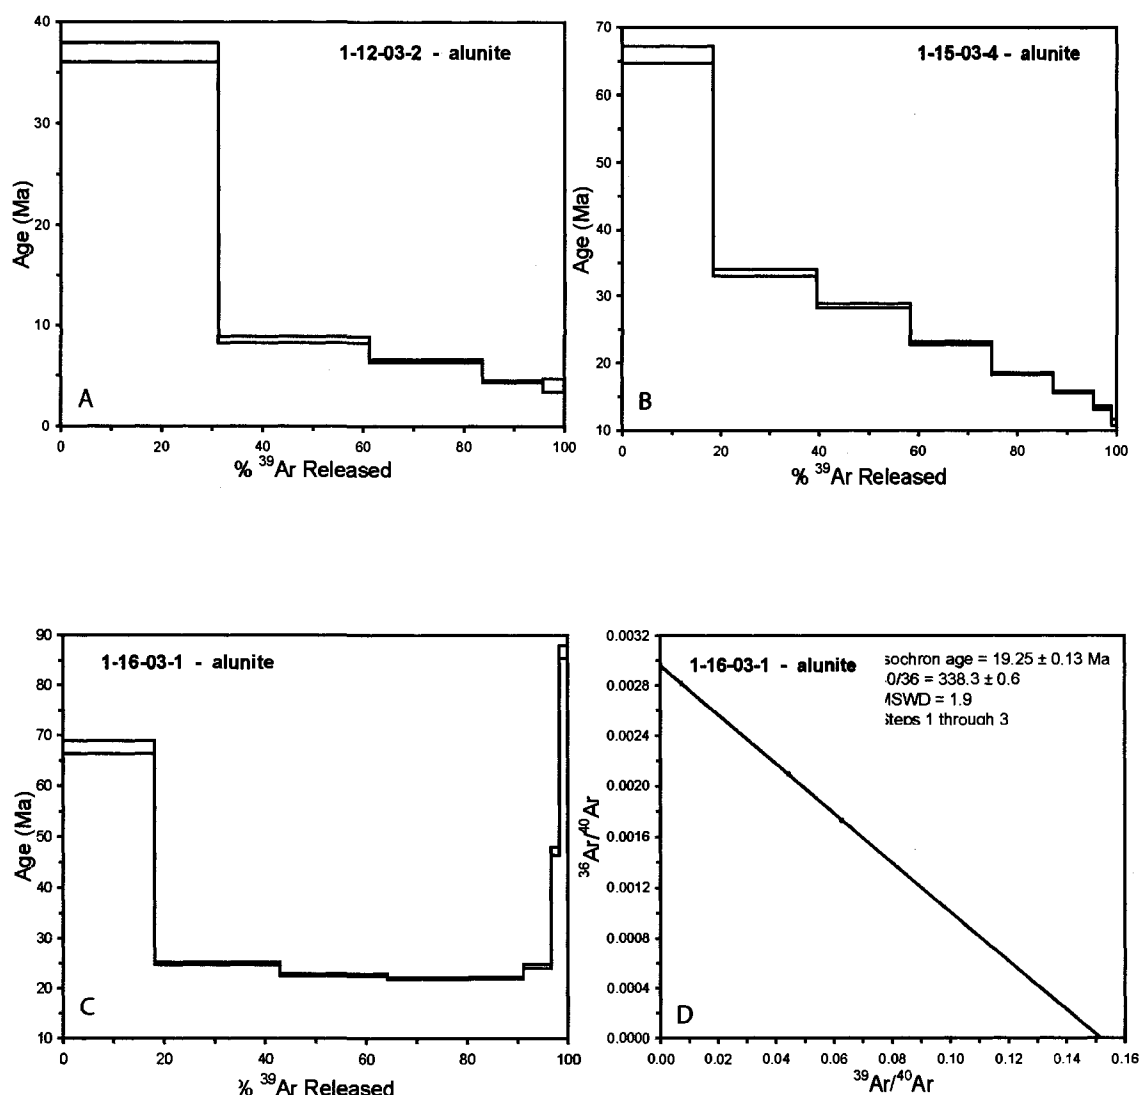 40
30
20
10
0
Age (Ma)
1-12-03-2 - alunite
A
0 20 40 60 80 100
% ³⁹Ar Released
70
60
50
40
30
20
10
Age (Ma)
1-15-03-4 - alunite
B
0 20 40 60 80 100
% ³⁹Ar Released
90
80
70
60
50
40
30
20
10
Age (Ma)
1-16-03-1 - alunite
C
0 20 40 60 80 100
% ³⁹Ar Released
0.0032
0.0028
0.0024
0.0020
0.0016
0.0012
0.0008
0.0004
0.0000
³⁶Ar/⁴⁰Ar
1-16-03-1 - alunite
sochron age = 19.25 ± 0.13 Ma
0/36 = 338.3 ± 0.6
MSWD = 1.9
steps 1 through 3
D
0.00 0.02 0.04 0.06 0.08 0.10 0.12 0.14 0.16
³⁹Ar/⁴⁰Ar